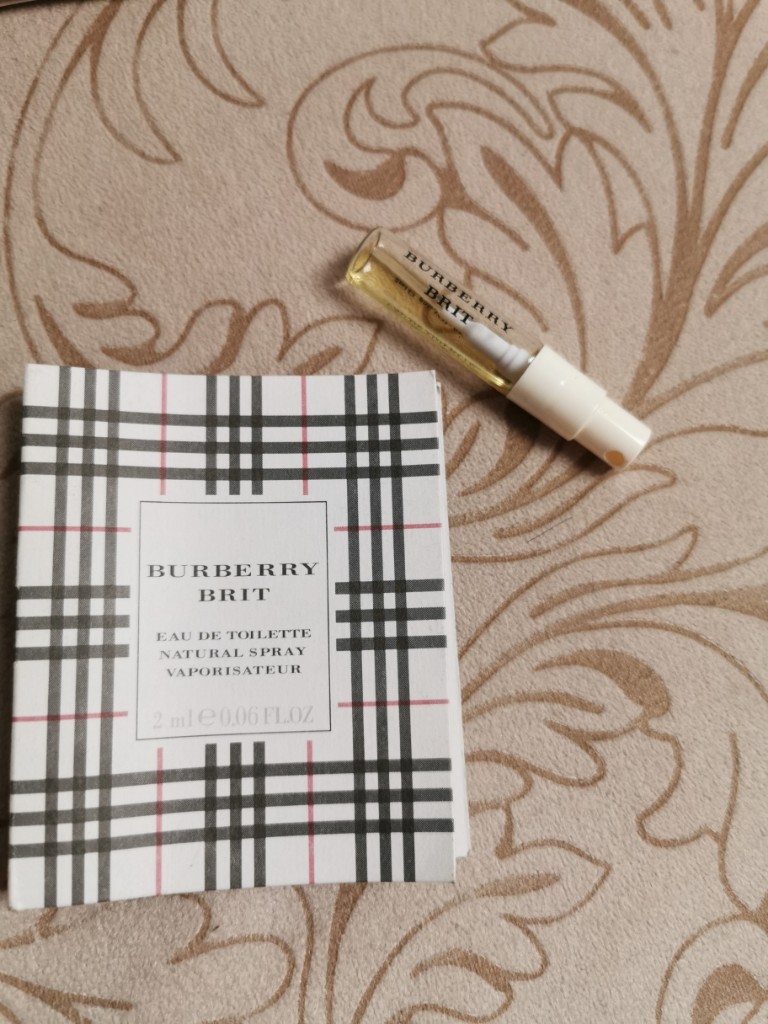 BURBERRY
BRIT
BURBERRY
BRIT
EAU DE TOILETTE
NATURAL SPRAY
VAPORISATEUR
2 ml e 0.06 FL.OZ